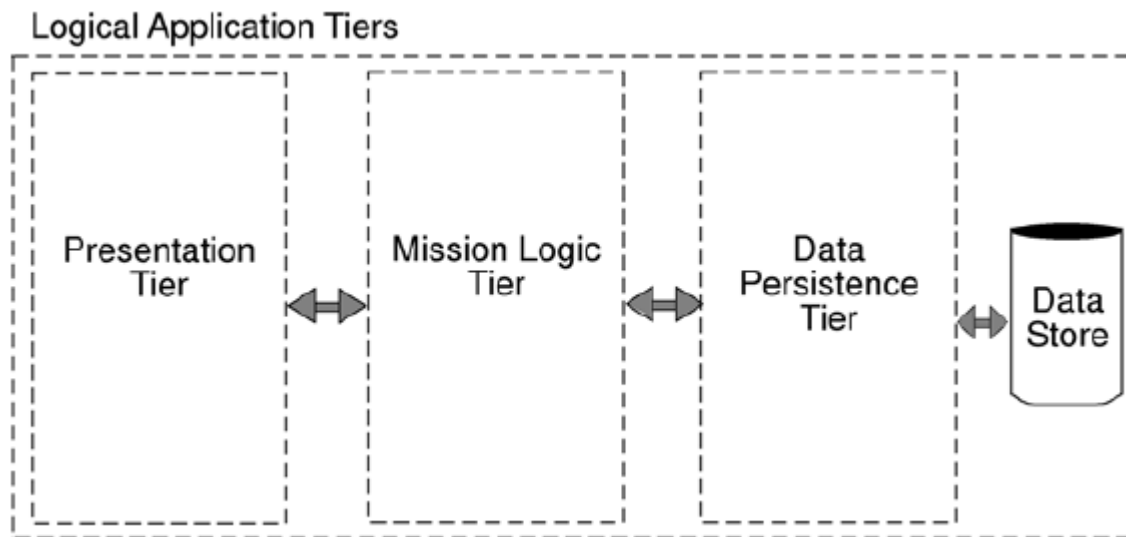 Logical Application Tiers
Presentation
Tier
Mission Logic
Tier
Data
Persistence
Tier
Data
Store